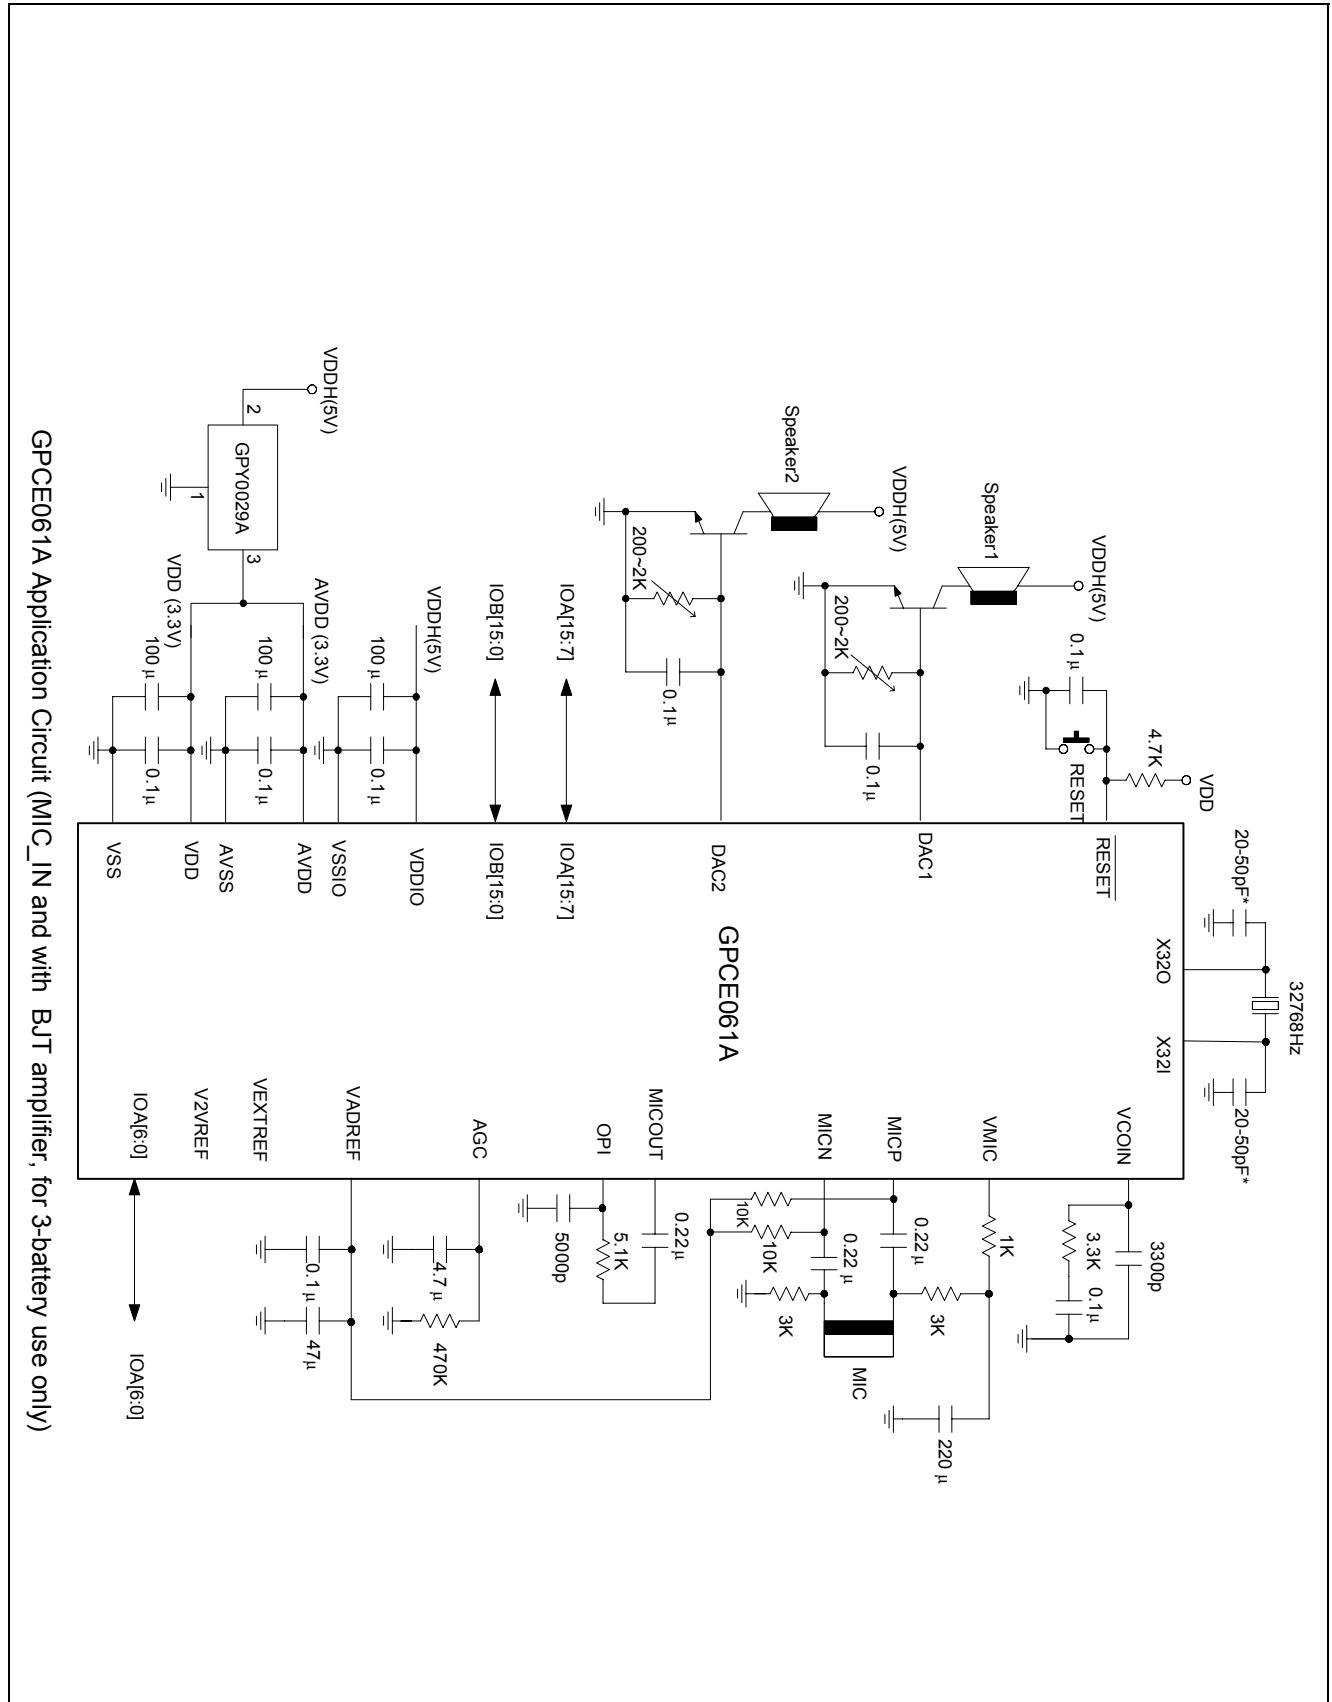 32768Hz
20-50pF*
20-50pF*
X32O
X32I
VDD
4.7K
0.1μ
RESET
RESET
VDDH(5V)
Speaker1
200~2K
0.1μ
DAC1
VDDH(5V)
Speaker2
200~2K
0.1μ
DAC2
IOA[15:7]
IOA[15:7]
IOB[15:0]
IOB[15:0]
VDDH(5V)
100μ
0.1μ
VDDIO
VSSIO
AVDD (3.3V)
100μ
0.1μ
AVDD
AVSS
VDD (3.3V)
100μ
0.1μ
VDD
VSS
VDDH(5V)
2
GPY0029A
1
3
GPCE061A
VCOIN
3300p
3.3K
0.1μ
VMIC
1K
220μ
3K
MICP
0.22μ
MICN
0.22μ
10K
10K
3K
MIC
MICOUT
0.22μ
OPI
5.1K
5000p
AGC
4.7μ
470K
VADREF
0.1μ
47μ
VEXTREF
V2VREF
IOA[6:0]
IOA[6:0]
GPCE061A Application Circuit (MIC_IN and with BJT amplifier, for 3-battery use only)